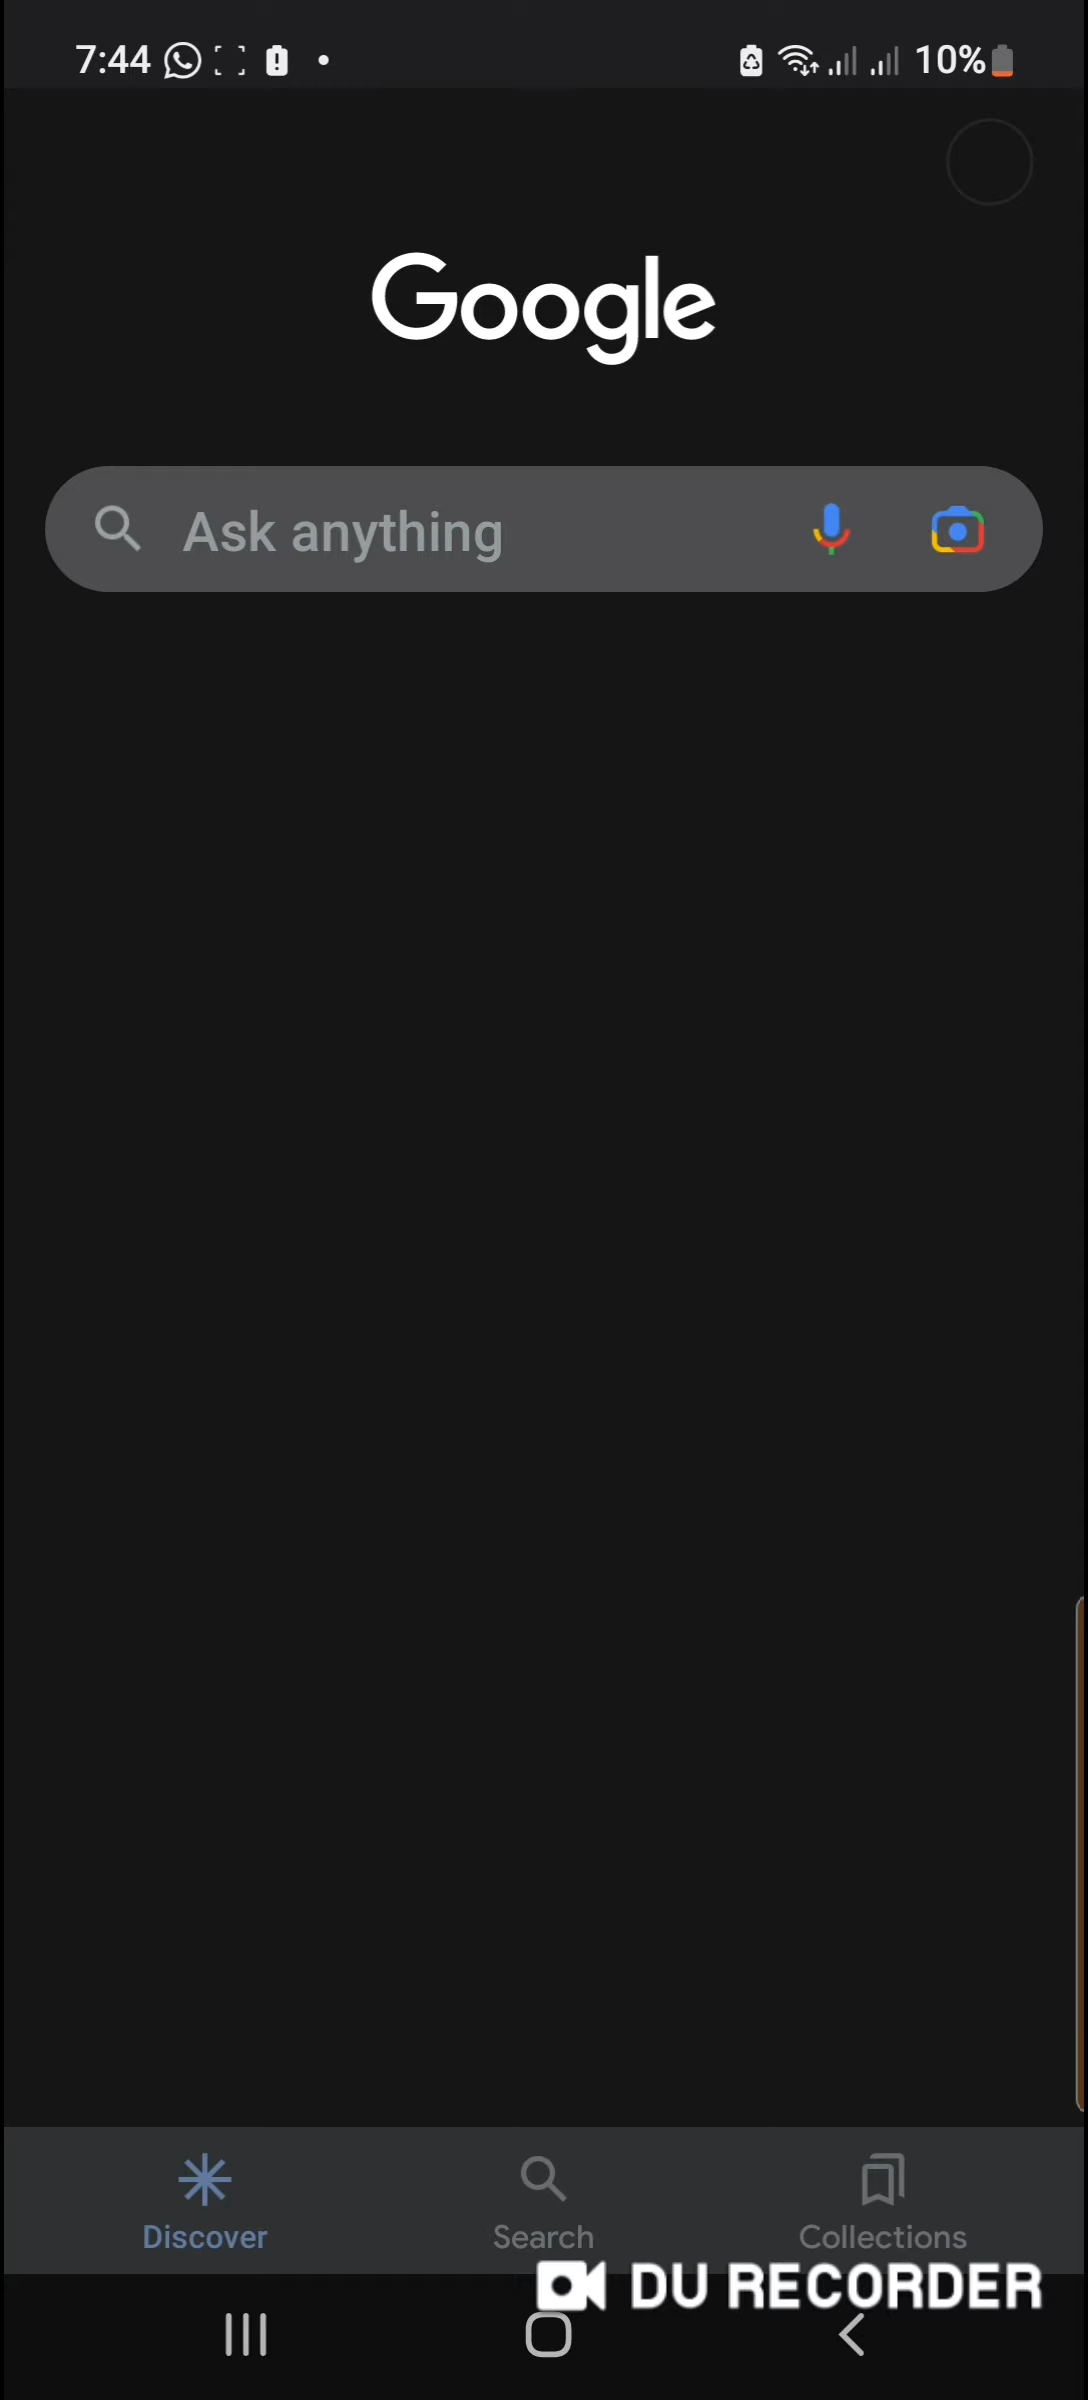 7:44
10%
Google
Ask anything
Discover
Search
Collections
DU RECORDER